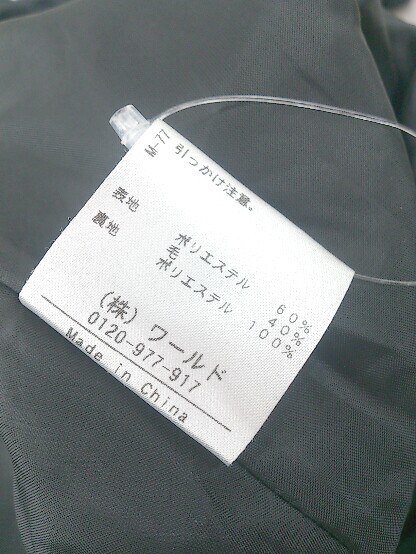 M-77 引っかけ注意。
表地 ポリエステル 60%
毛 40%
裏地 ポリエステル 100%
(株) ワールド
0120-977-917
Made in China